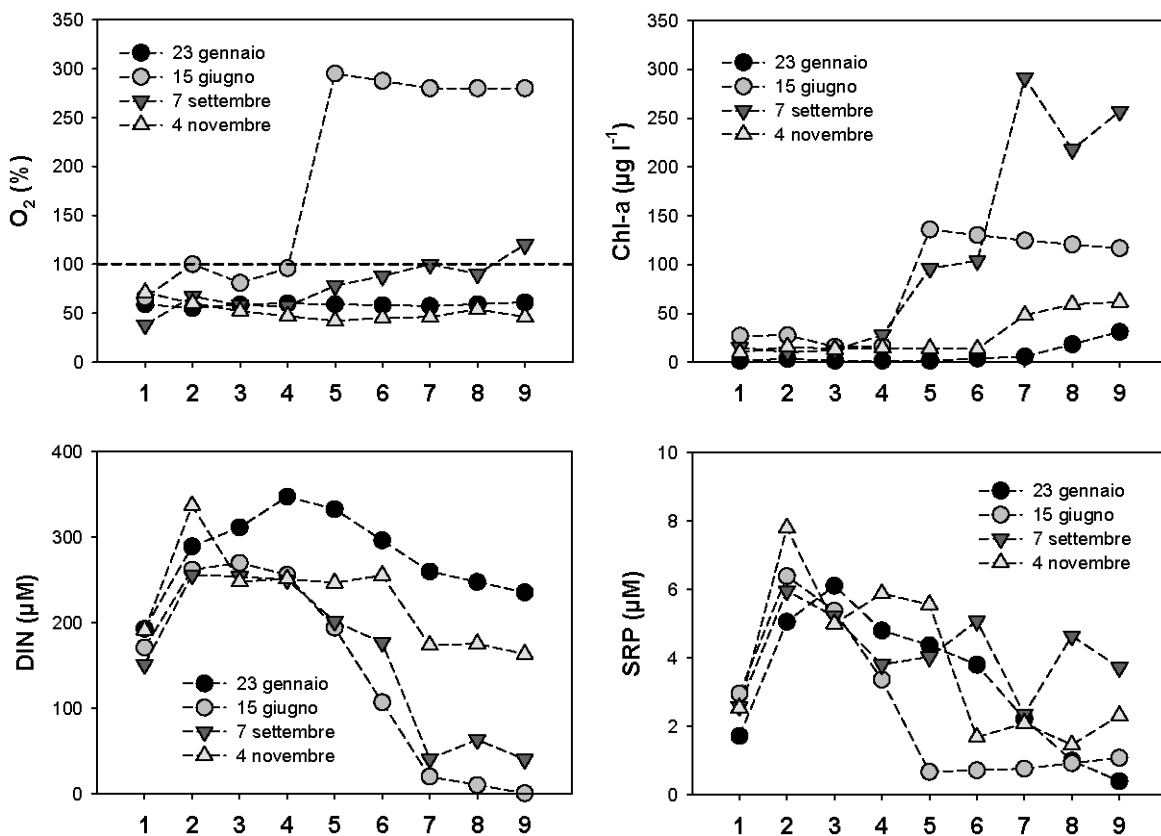 350
300
250
200
150
100
50
0
O₂ (%)
23 gennaio
15 giugno
7 settembre
4 novembre
1 2 3 4 5 6 7 8 9
350
300
250
200
150
100
50
0
Chl-a (µg l⁻¹)
23 gennaio
15 giugno
7 settembre
4 novembre
1 2 3 4 5 6 7 8 9
400
300
200
100
0
DIN (µM)
23 gennaio
15 giugno
7 settembre
4 novembre
1 2 3 4 5 6 7 8 9
10
8
6
4
2
0
SRP (µM)
23 gennaio
15 giugno
7 settembre
4 novembre
1 2 3 4 5 6 7 8 9